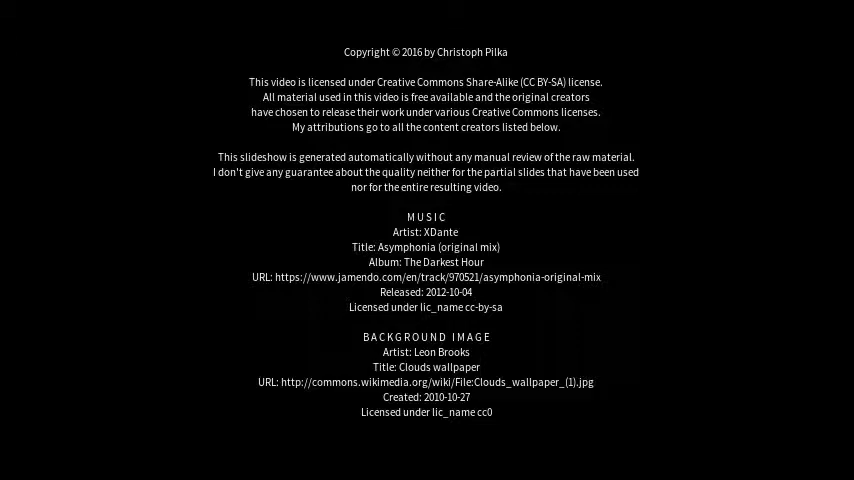 Copyright © 2016 by Christoph Pilka
This video is licensed under Creative Commons Share-Alike (CC BY-SA) license.
All material used in this video is free available and the original creators
have chosen to release their work under various Creative Commons licenses.
My attributions go to all the content creators listed below.
This slideshow is generated automatically without any manual review of the raw material.
I don't give any guarantee about the quality neither for the partial slides that have been used
nor for the entire resulting video.
M U S I C
Artist: XDante
Title: Asymphonia (original mix)
Album: The Darkest Hour
URL: https://www.jamendo.com/en/track/970521/asymphonia-original-mix
Released: 2012-10-04
Licensed under lic_name cc-by-sa
B A C K G R O U N D   I M A G E
Artist: Leon Brooks
Title: Clouds wallpaper
URL: http://commons.wikimedia.org/wiki/File:Clouds_wallpaper_(1).jpg
Created: 2010-10-27
Licensed under lic_name cc0